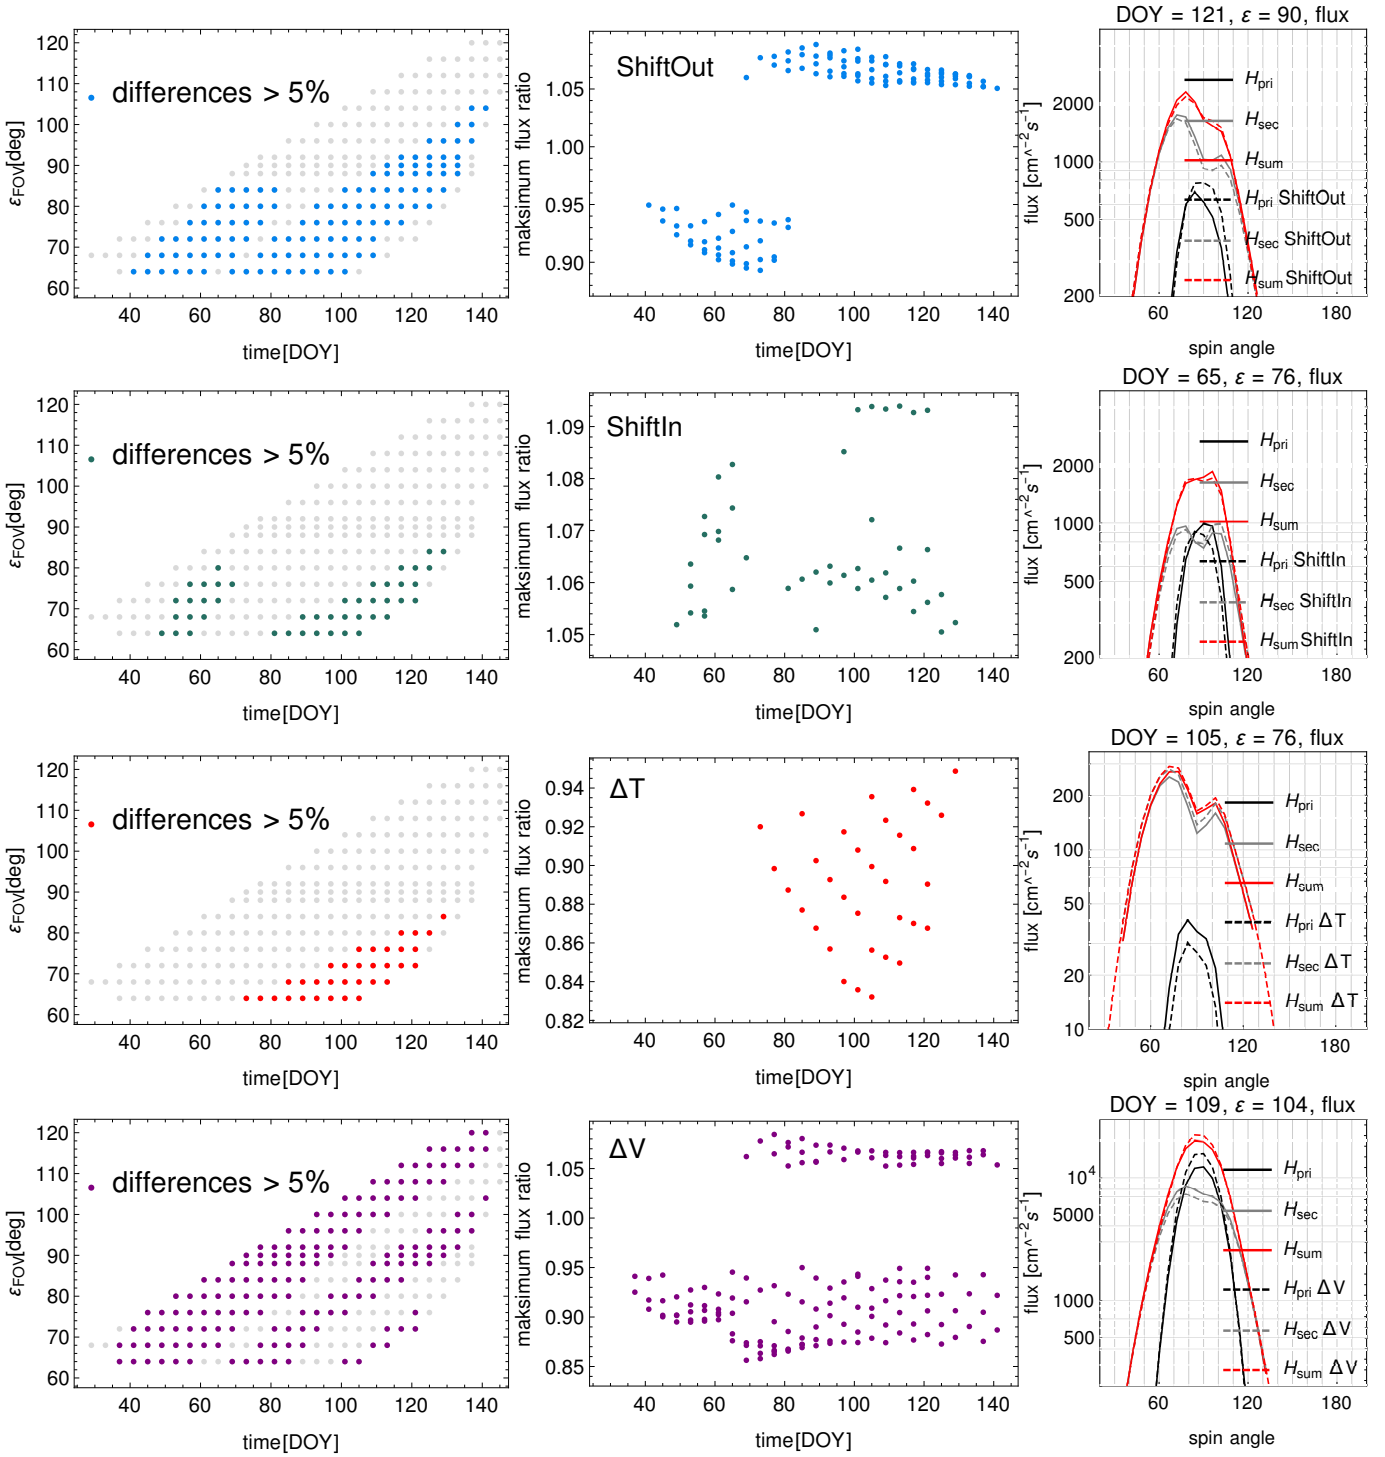 DOY = 121, ε = 90, flux
120
110
100
90
80
70
60
εFOV[deg]
differences > 5%
40 60 80 100 120 140
time[DOY]
maksimum flux ratio
1.05
1.00
0.95
0.90
ShiftOut
40 60 80 100 120 140
time[DOY]
flux [cm^-2s^-1]
2000
1000
500
200
Hpri
Hsec
Hsum
Hpri ShiftOut
Hsec ShiftOut
Hsum ShiftOut
60 120 180
spin angle
DOY = 65, ε = 76, flux
120
110
100
90
80
70
60
εFOV[deg]
differences > 5%
40 60 80 100 120 140
time[DOY]
maksimum flux ratio
1.09
1.08
1.07
1.06
1.05
ShiftIn
40 60 80 100 120 140
time[DOY]
flux [cm^-2s^-1]
2000
1000
500
200
Hpri
Hsec
Hsum
Hpri ShiftIn
Hsec ShiftIn
Hsum ShiftIn
60 120 180
spin angle
DOY = 105, ε = 76, flux
120
110
100
90
80
70
60
εFOV[deg]
differences > 5%
40 60 80 100 120 140
time[DOY]
maksimum flux ratio
0.94
0.92
0.90
0.88
0.86
0.84
0.82
ΔT
40 60 80 100 120 140
time[DOY]
flux [cm^-2s^-1]
200
100
50
20
10
Hpri
Hsec
Hsum
Hpri ΔT
Hsec ΔT
Hsum ΔT
60 120 180
spin angle
DOY = 109, ε = 104, flux
120
110
100
90
80
70
60
εFOV[deg]
differences > 5%
40 60 80 100 120 140
time[DOY]
maksimum flux ratio
1.05
1.00
0.95
0.90
0.85
ΔV
40 60 80 100 120 140
time[DOY]
flux [cm^-2s^-1]
10^4
5000
1000
500
Hpri
Hsec
Hsum
Hpri ΔV
Hsec ΔV
Hsum ΔV
60 120 180
spin angle